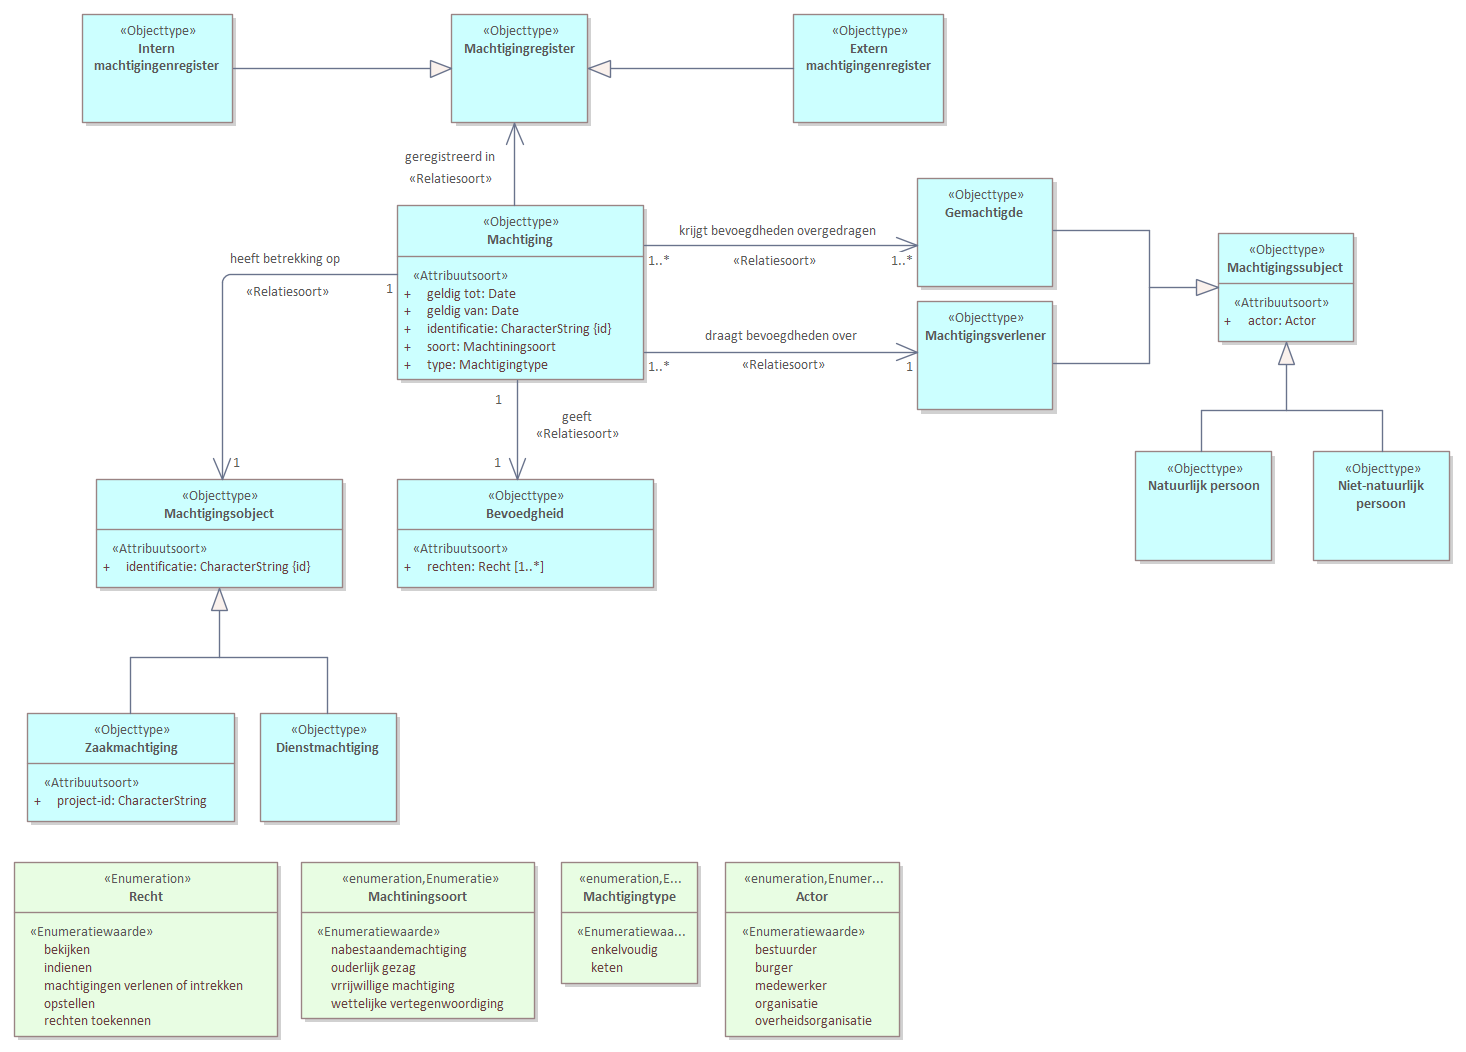 «Objecttype»
Intern
machtigingenregister
«Objecttype»
Machtigingregister
«Objecttype»
Extern
machtigingenregister
geregistreerd in
«Relatiesoort»
«Objecttype»
Machtiging
«Attribuutsoort»
+ geldig tot: Date
+ geldig van: Date
+ identificatie: CharacterString {id}
+ soort: Machtiningsoort
+ type: Machtigingtype
krijgt bevoegdheden overgedragen
1..* «Relatiesoort» 1..*
«Objecttype»
Gemachtigde
draagt bevoegdheden over
1..* «Relatiesoort» 1
«Objecttype»
Machtigingsverlener
«Objecttype»
Machtigingssubject
«Attribuutsoort»
+ actor: Actor
heeft betrekking op
«Relatiesoort» 1
1
1
geeft
«Relatiesoort»
1
«Objecttype»
Natuurlijk persoon
«Objecttype»
Niet-natuurlijk
persoon
«Objecttype»
Machtigingsobject
«Attribuutsoort»
+ identificatie: CharacterString {id}
«Objecttype»
Bevoedgheid
«Attribuutsoort»
+ rechten: Recht [1..*]
«Objecttype»
Zaakmachtiging
«Attribuutsoort»
+ project-id: CharacterString
«Objecttype»
Dienstmachtiging
«Enumeration»
Recht
«Enumeratiewaarde»
bekijken
indienen
machtigingen verlenen of intrekken
opstellen
rechten toekennen
«enumeration,Enumeratie»
Machtiningsoort
«Enumeratiewaarde»
nabestaandemachtiging
ouderlijk gezag
vrrijwillige machtiging
wettelijke vertegenwoordiging
«enumeration,E...
Machtigingtype
«Enumeratiewaa...
enkelvoudig
keten
«enumeration,Enumer...
Actor
«Enumeratiewaarde»
bestuurder
burger
medewerker
organisatie
overheidsorganisatie